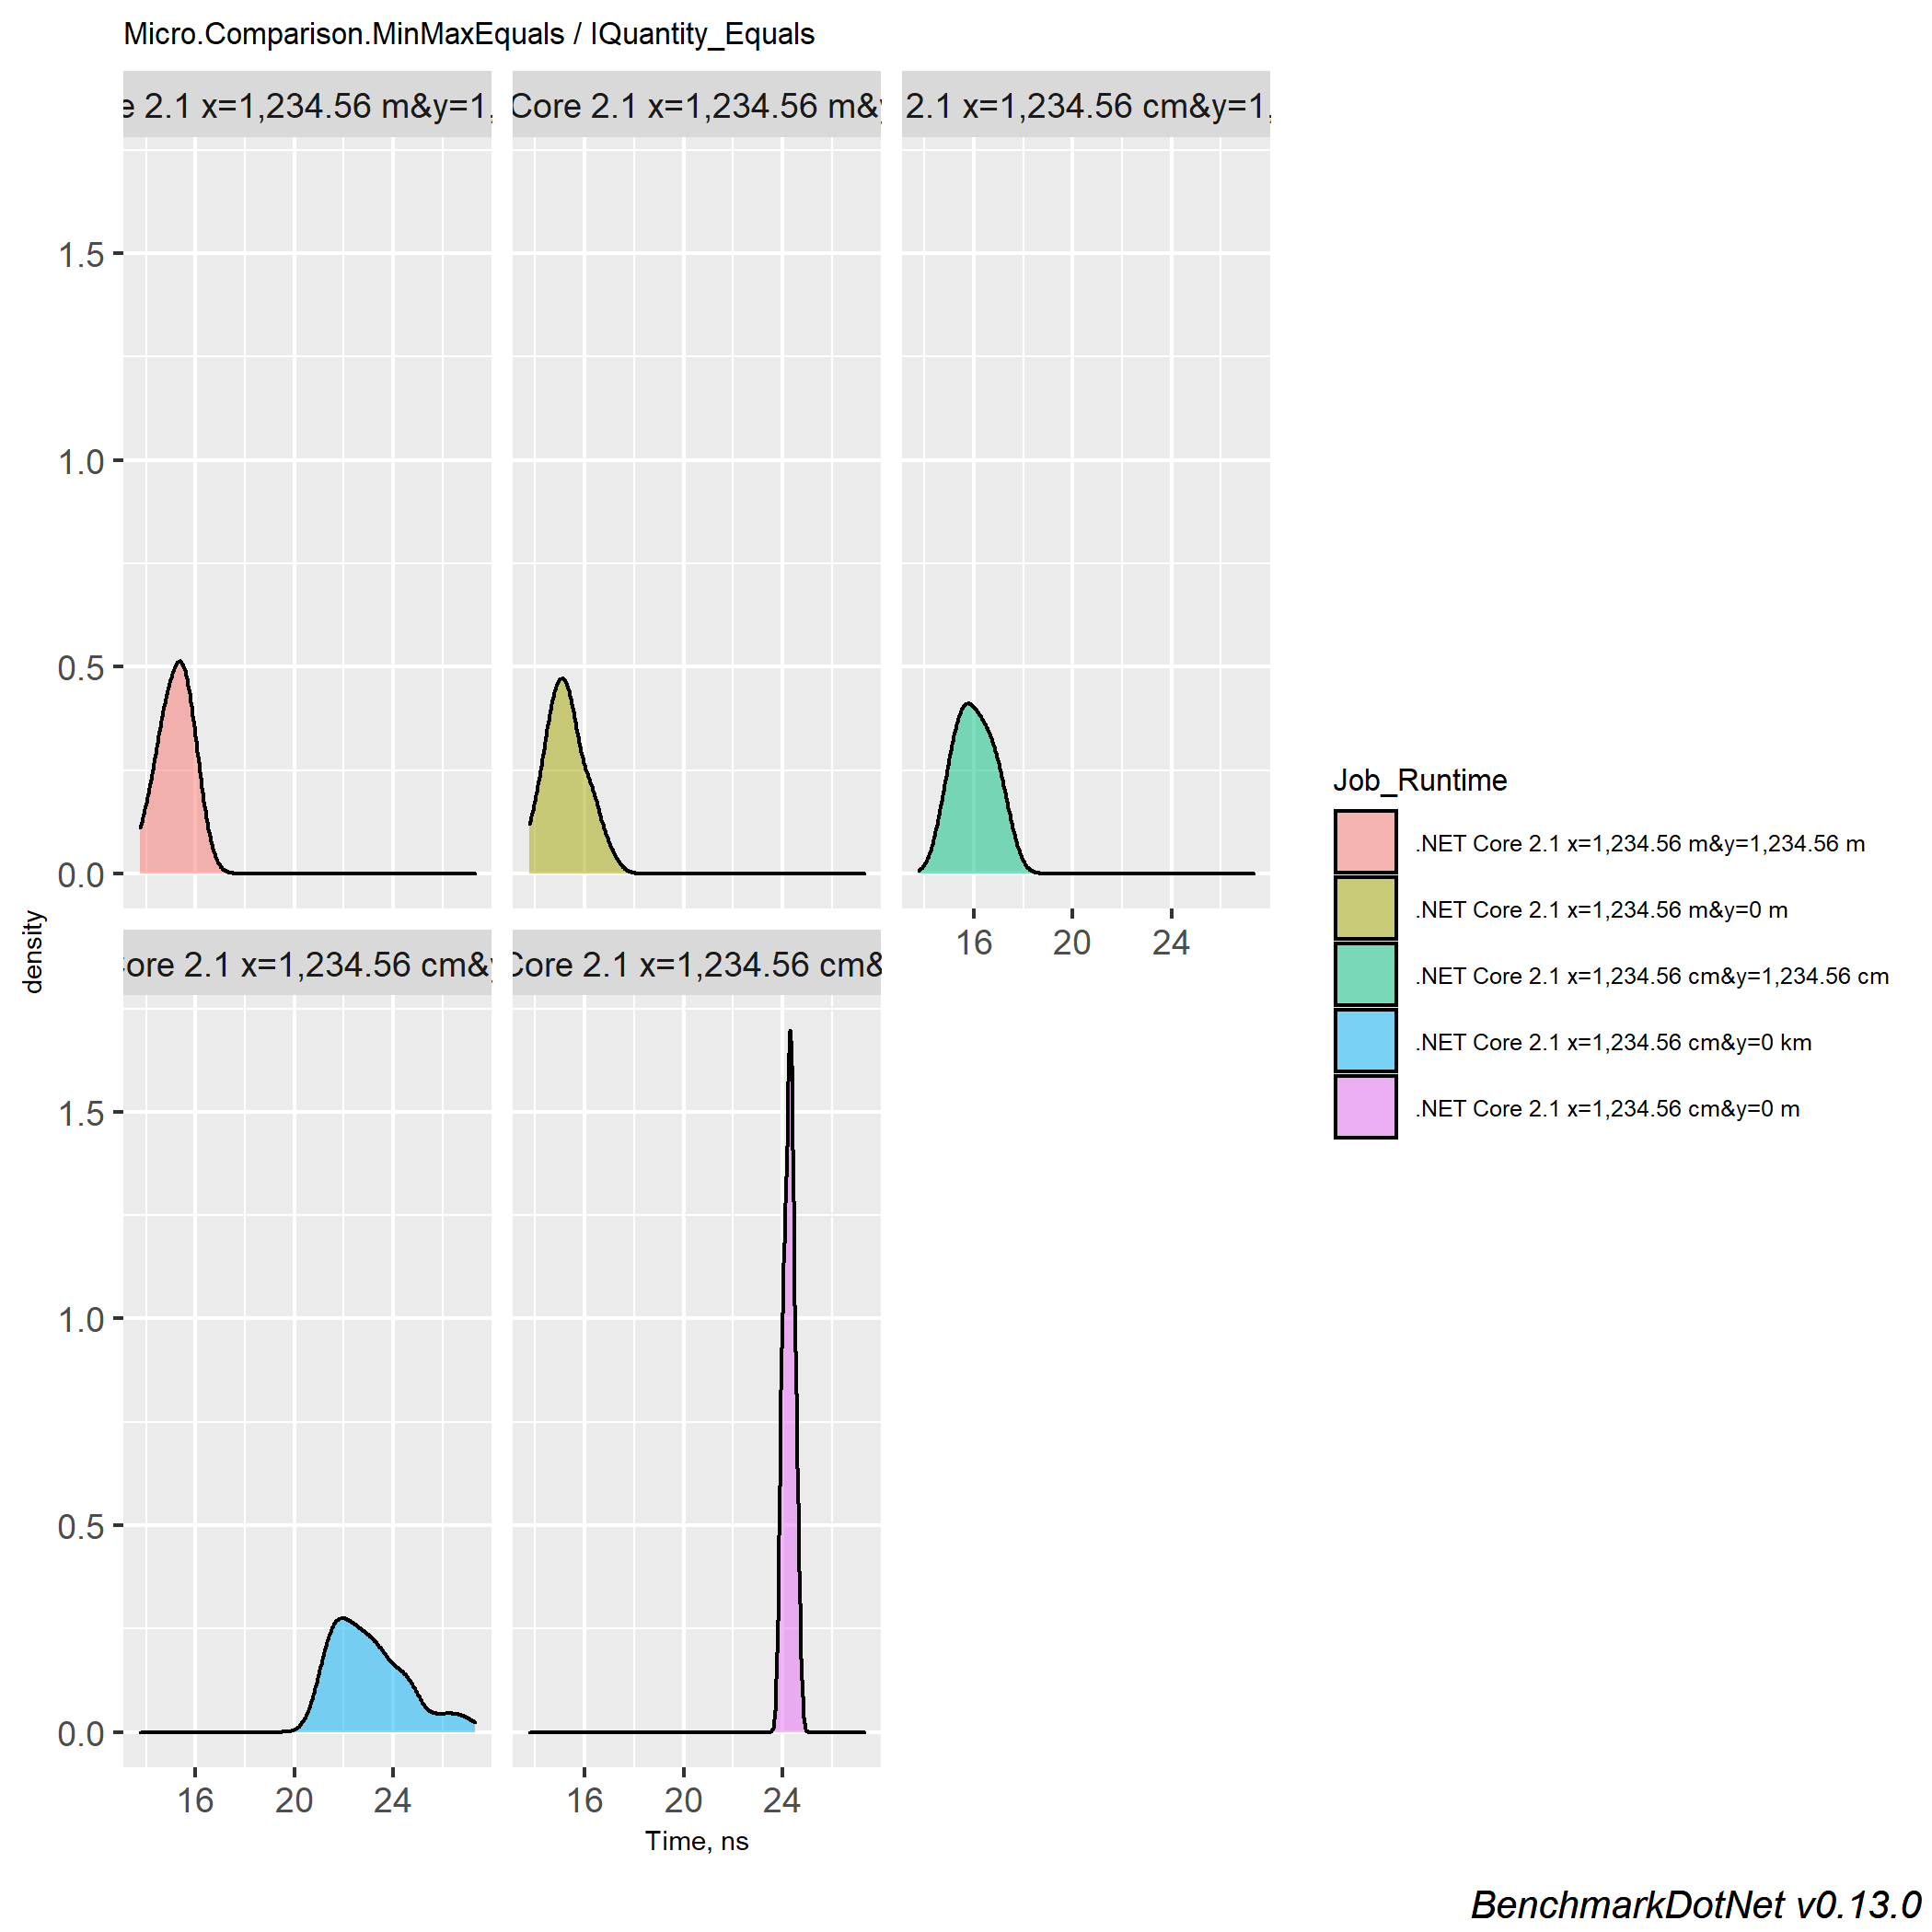 Micro.Comparison.MinMaxEquals / IQuantity_Equals
e 2.1 x=1,234.56 m&y=1,
Core 2.1 x=1,234.56 m&y
2.1 x=1,234.56 cm&y=1,
1.5
1.0
0.5
0.0
16 20 24
density
Core 2.1 x=1,234.56 cm&y
Core 2.1 x=1,234.56 cm&
1.5
1.0
0.5
0.0
16 20 24
16 20 24
Time, ns
Job_Runtime
.NET Core 2.1 x=1,234.56 m&y=1,234.56 m
.NET Core 2.1 x=1,234.56 m&y=0 m
.NET Core 2.1 x=1,234.56 cm&y=1,234.56 cm
.NET Core 2.1 x=1,234.56 cm&y=0 km
.NET Core 2.1 x=1,234.56 cm&y=0 m
BenchmarkDotNet v0.13.0